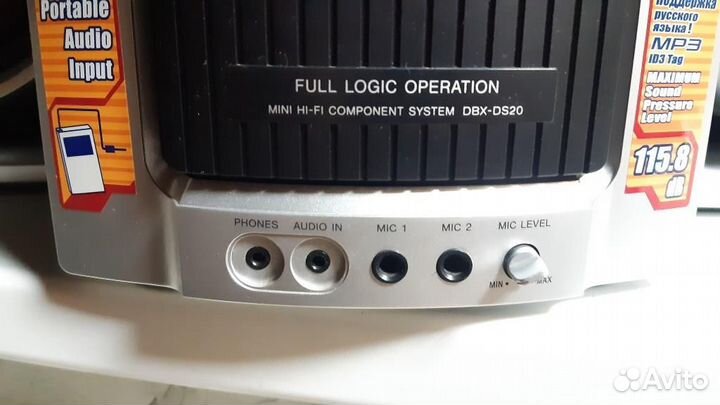 Portable
Audio
Input
поддержка
русского
языка!
MP3
ID3 Tag
MAXIMUM
Sound
Pressure
Level
115.8
dB
FULL LOGIC OPERATION
MINI HI-FI COMPONENT SYSTEM DBX-DS20
PHONES AUDIO IN MIC 1 MIC 2 MIC LEVEL
MIN • MAX
Avito